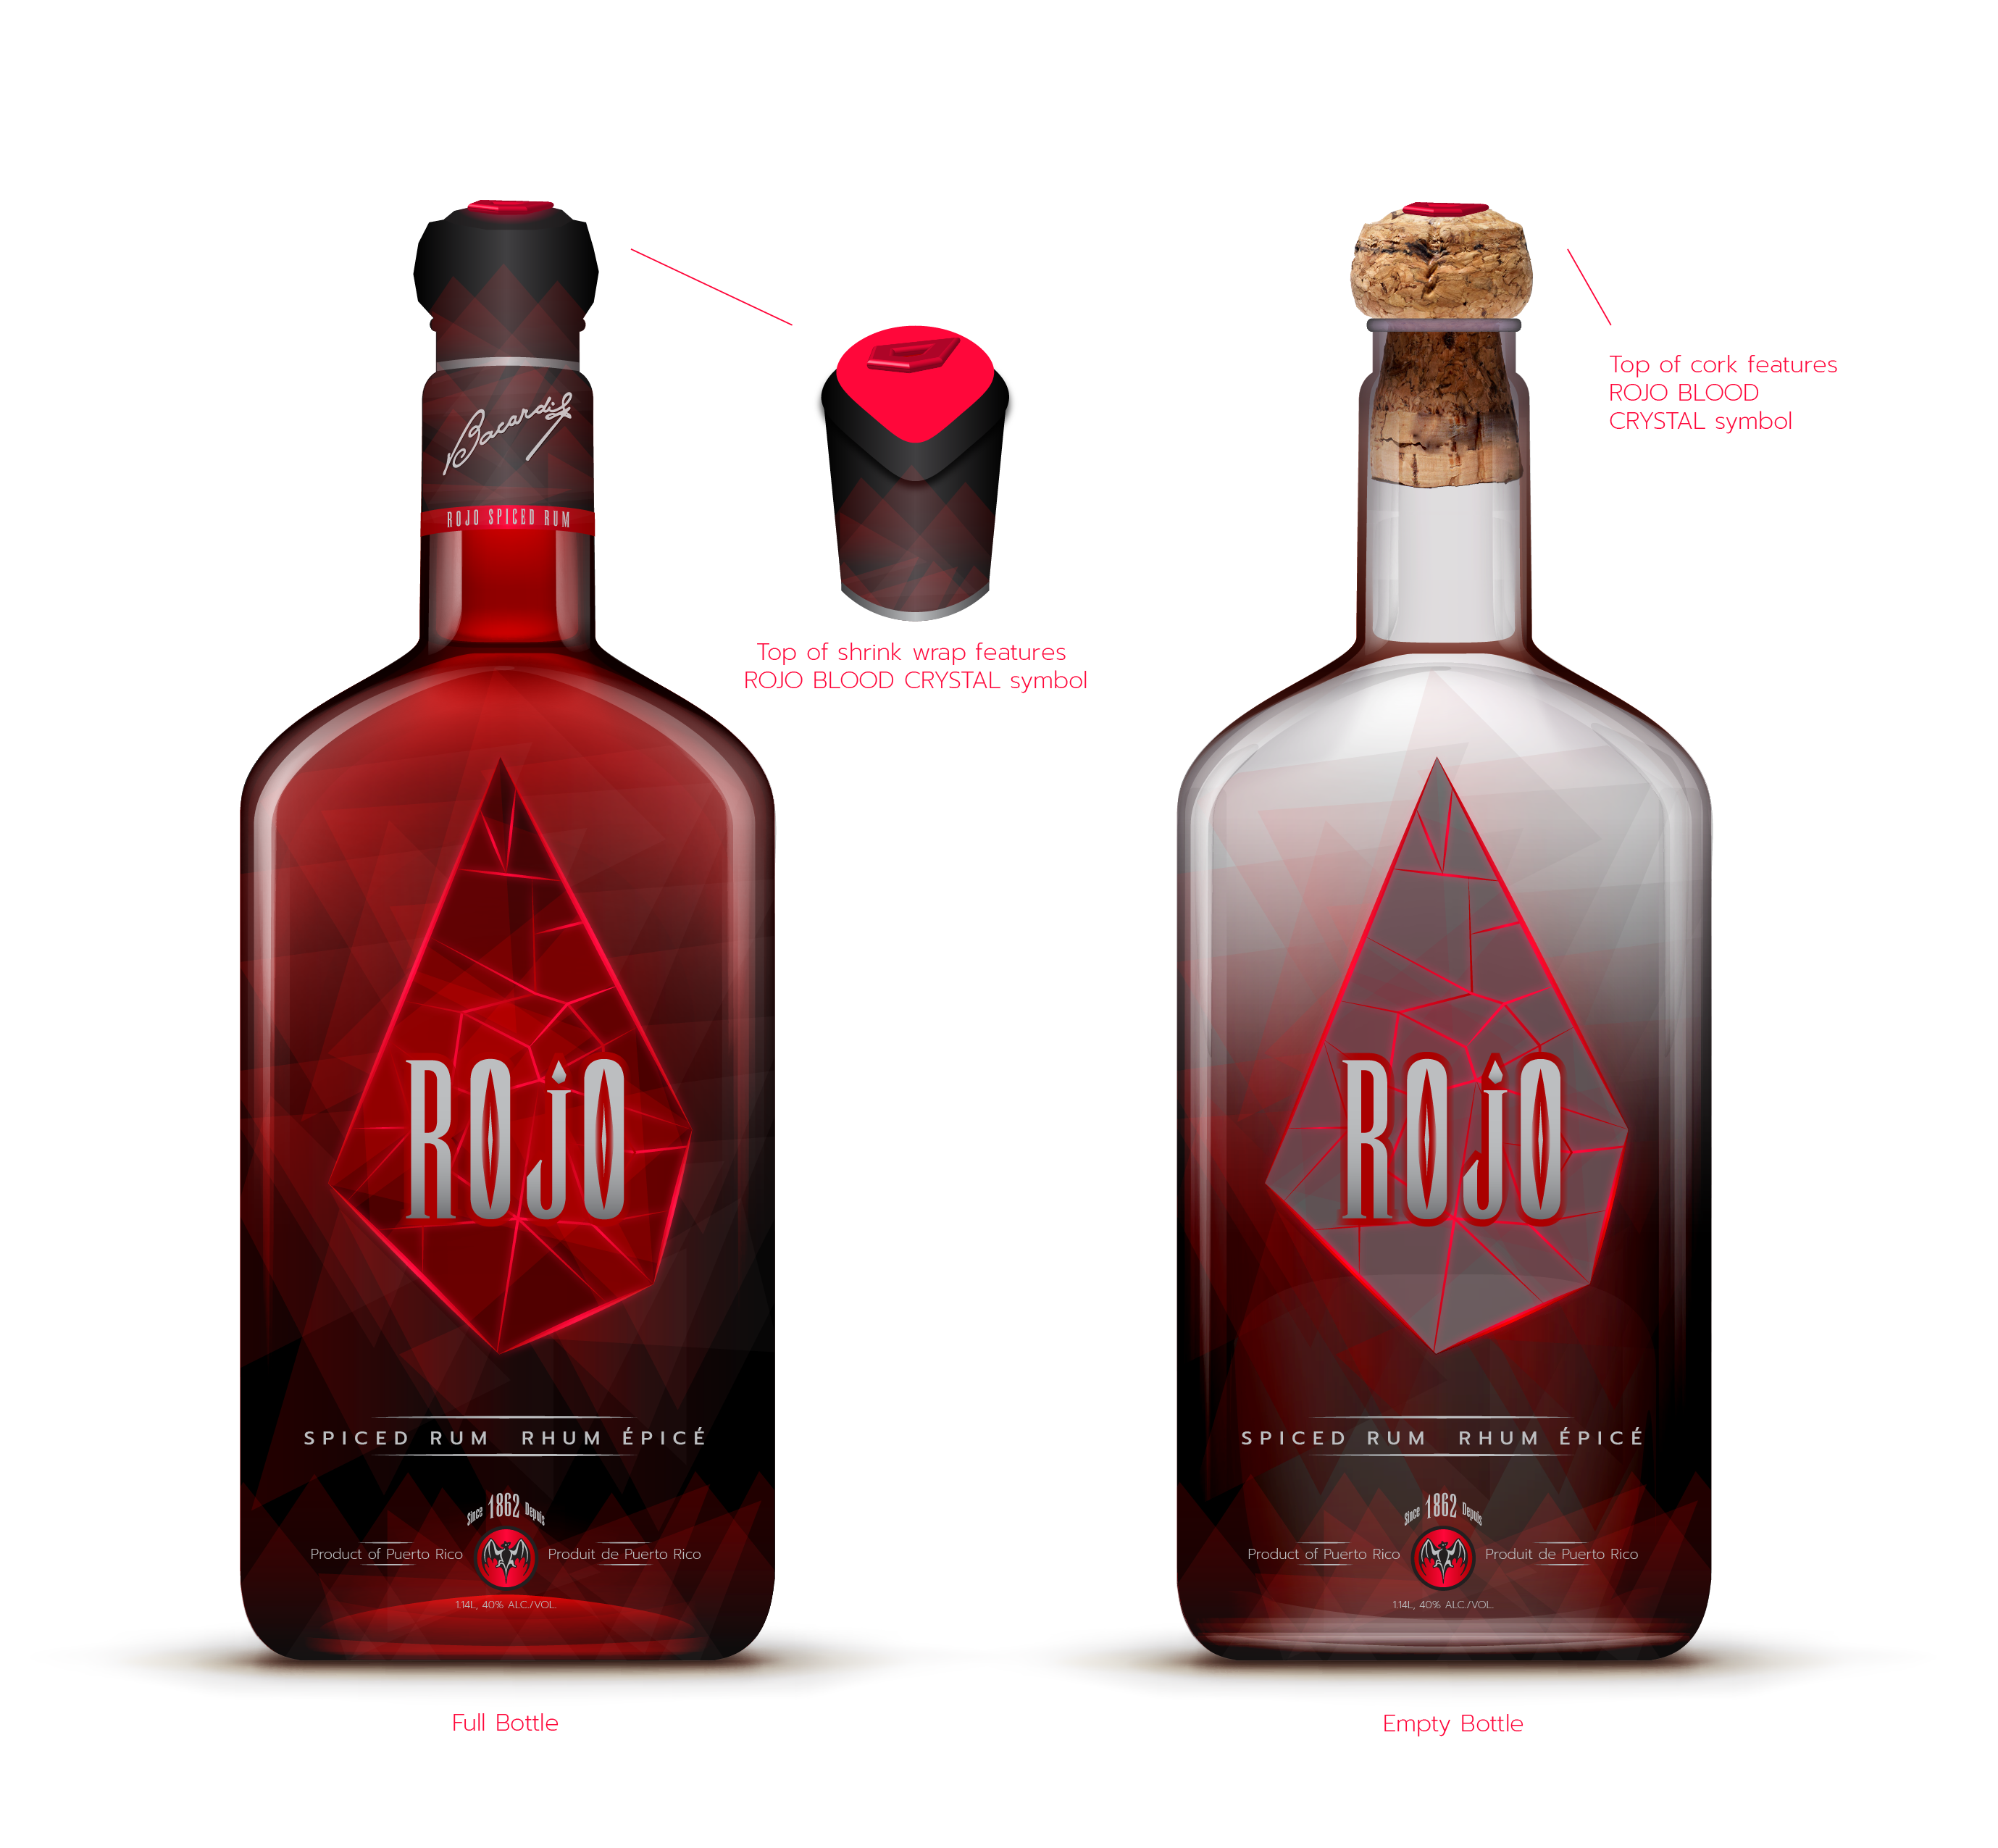 Bacardi
ROJO SPICED RUM
Top of shrink wrap features
ROJO BLOOD CRYSTAL symbol
ROJO
SPICED RUM RHUM ÉPICÉ
Since 1862 Depuis
Product of Puerto Rico
Produit de Puerto Rico
1.14L, 40% ALC./VOL.
Full Bottle
Top of cork features
ROJO BLOOD
CRYSTAL symbol
ROJO
SPICED RUM RHUM ÉPICÉ
Since 1862 Depuis
Product of Puerto Rico
Produit de Puerto Rico
1.14L, 40% ALC./VOL.
Empty Bottle